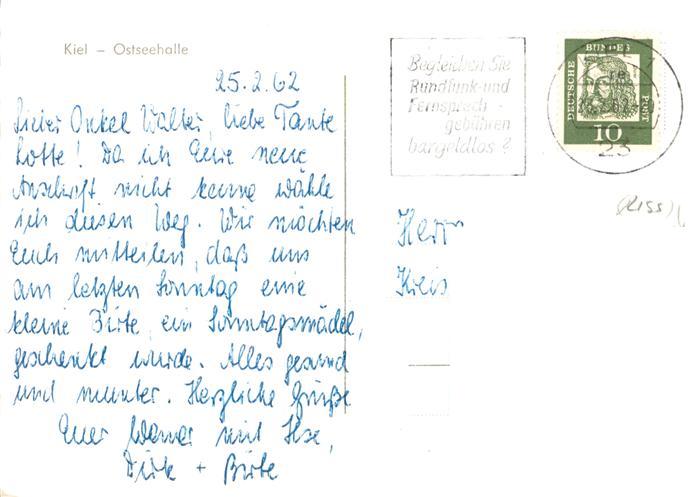 Kiel – Ostseehalle
25.2.62
Lieber Onkel Walter, liebe Tante
Lotte! Da ich Eure neue
Anschrift nicht kenne wähle
ich diesen Weg. Wir möchten
Euch mitteilen, daß uns
am letzten Sonntag eine
kleine Birte, ein Sonntagsmädel,
geschenkt wurde. Alles gesund
und munter. Herzliche Grüße
Euer Werner mit Ilse,
Dirk + Birte
Begleichen Sie
Rundfunk-und
Fernsprech-
gebühren
bargeldlos?
DEUTSCHE BUNDES POST
10
23
Herrn
Kreis
(RISS)